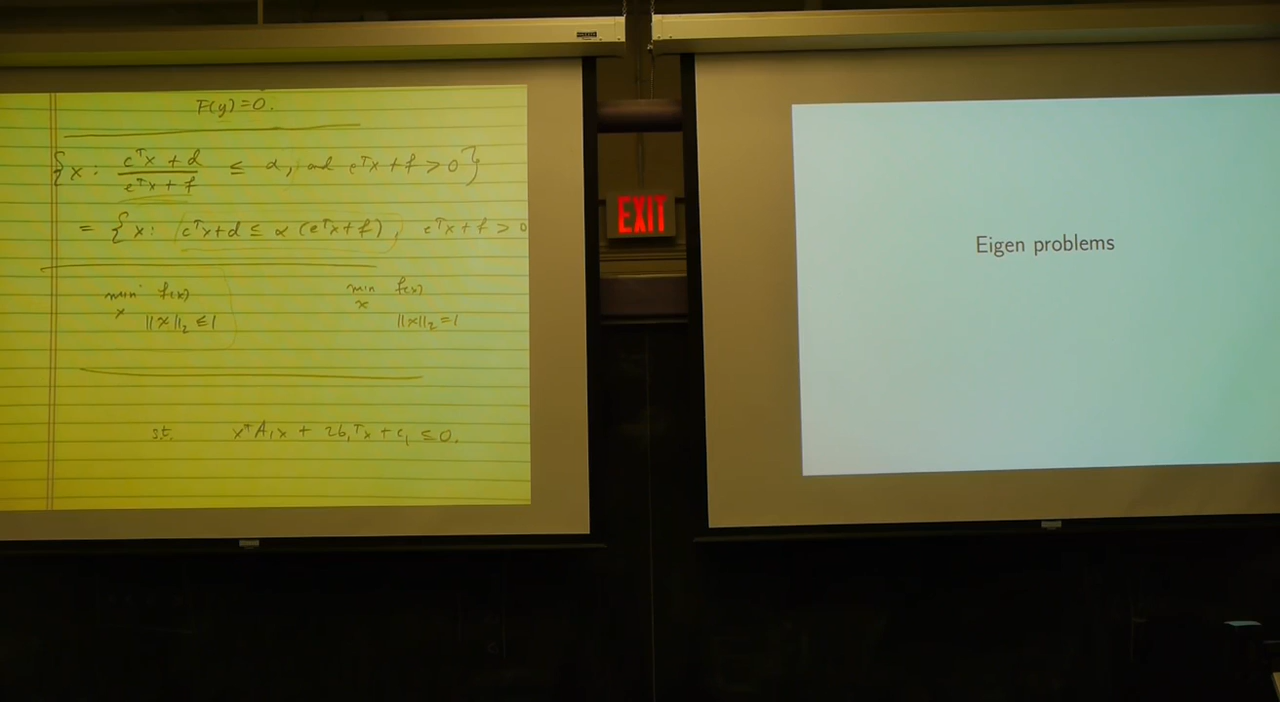 F(y)=0.
{x: (cᵀx + d)/(eᵀx + f) ≤ α, and eᵀx + f > 0}
= {x: cᵀx+d ≤ α (eᵀx+f), eᵀx + f > 0
min f(x) min f(x)
x x
||x||₂ ≤ 1 ||x||₂ = 1
s.t. xᵀA₁x + 2b₁ᵀx + c₁ ≤ 0.
EXIT
Eigen problems